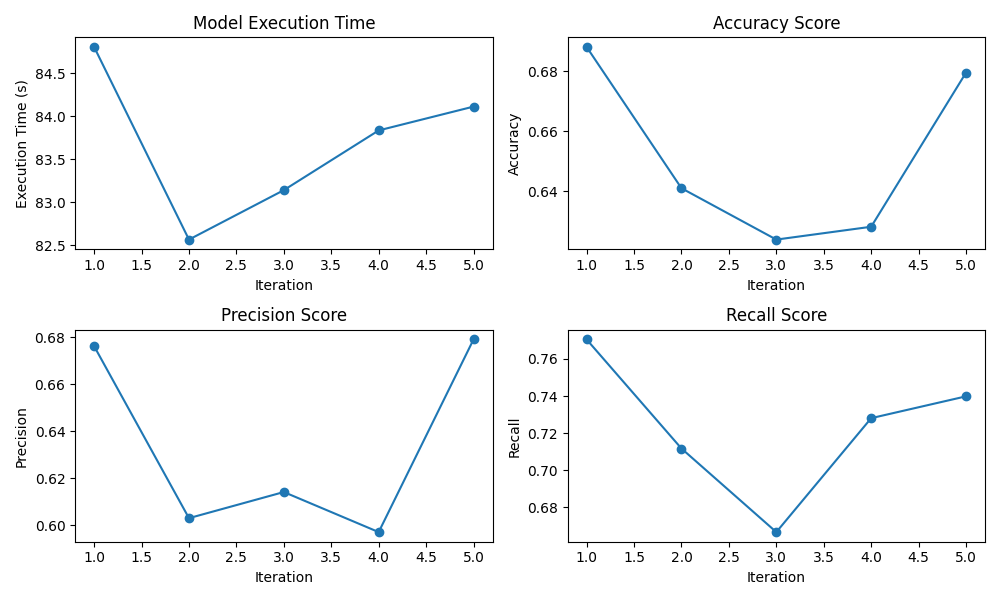 Model Execution Time
Execution Time (s)
84.5
84.0
83.5
83.0
82.5
1.0 1.5 2.0 2.5 3.0 3.5 4.0 4.5 5.0
Iteration
Accuracy Score
Accuracy
0.68
0.66
0.64
1.0 1.5 2.0 2.5 3.0 3.5 4.0 4.5 5.0
Iteration
Precision Score
Precision
0.68
0.66
0.64
0.62
0.60
1.0 1.5 2.0 2.5 3.0 3.5 4.0 4.5 5.0
Iteration
Recall Score
Recall
0.76
0.74
0.72
0.70
0.68
1.0 1.5 2.0 2.5 3.0 3.5 4.0 4.5 5.0
Iteration